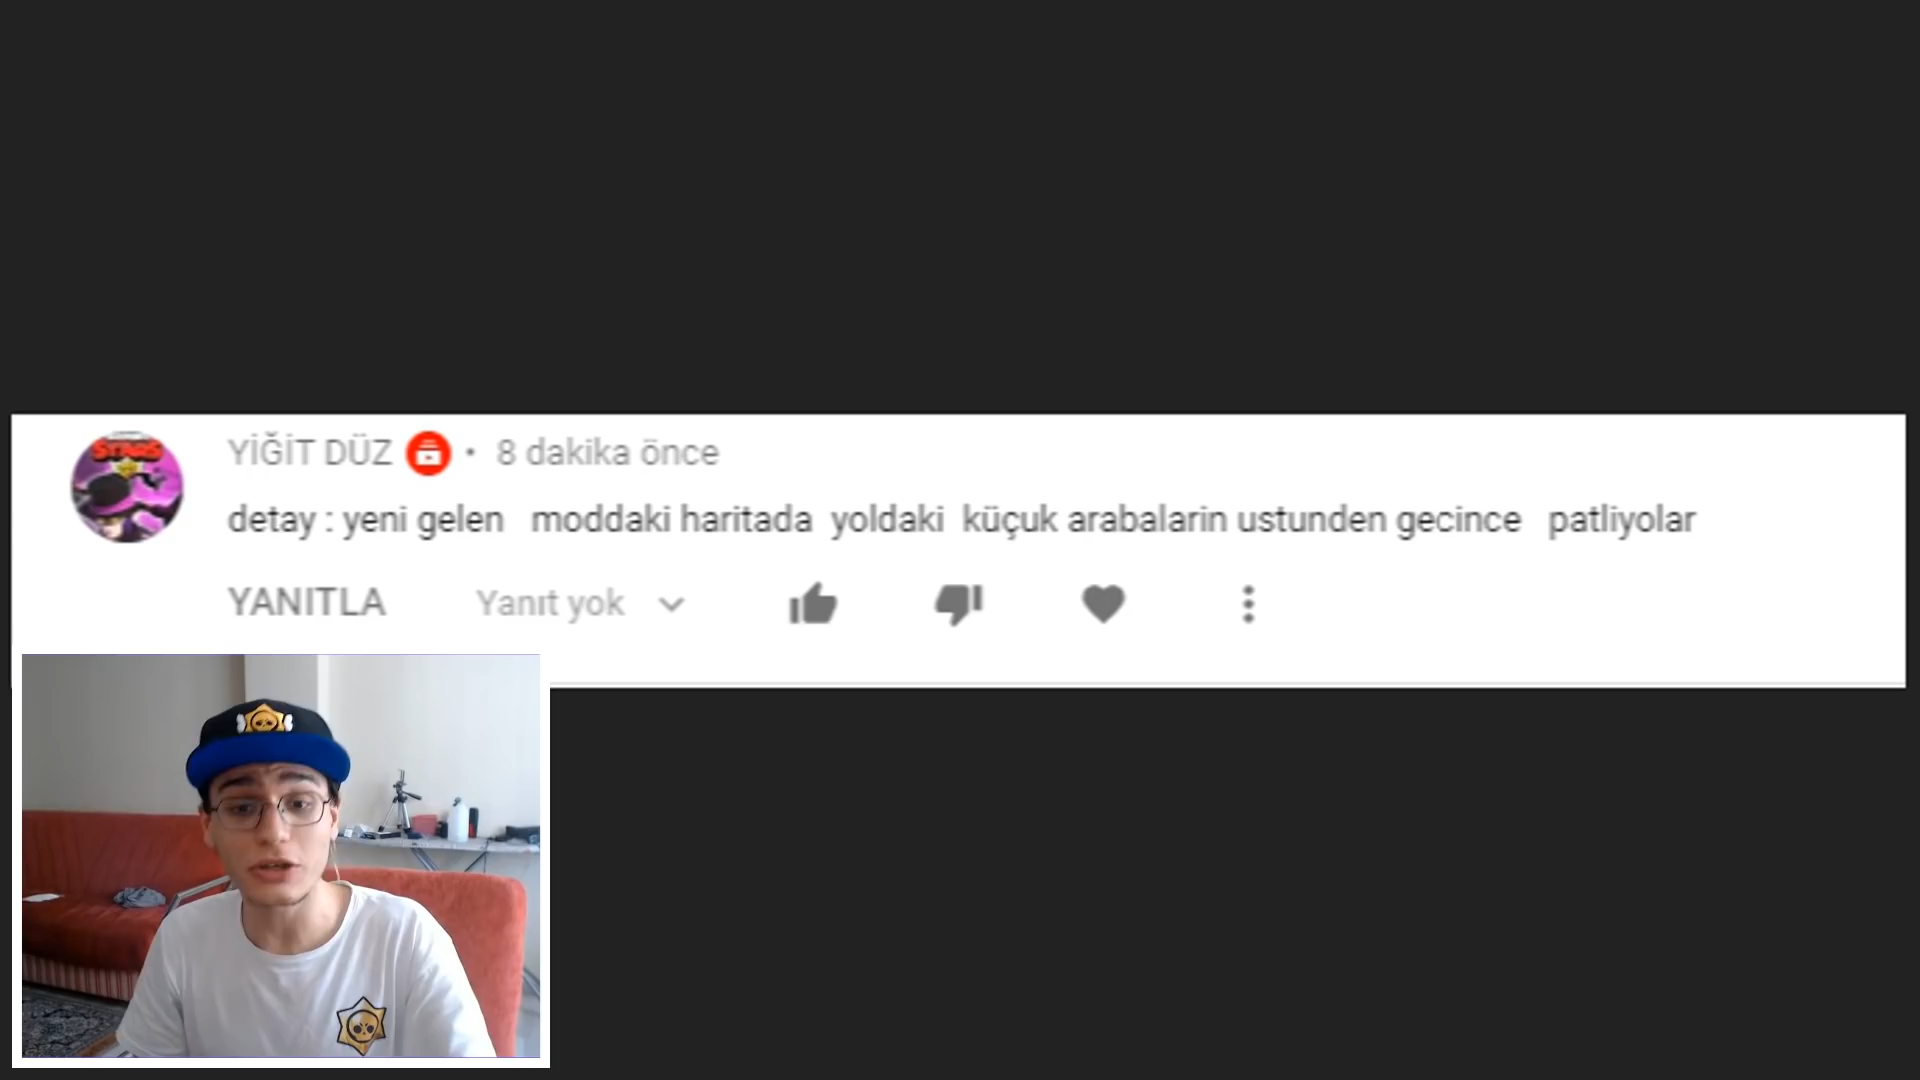 STARS
YİĞİT DÜZ • 8 dakika önce
detay : yeni gelen moddaki haritada yoldaki küçuk arabalarin ustunden gecince patliyolar
YANITLA Yanıt yok